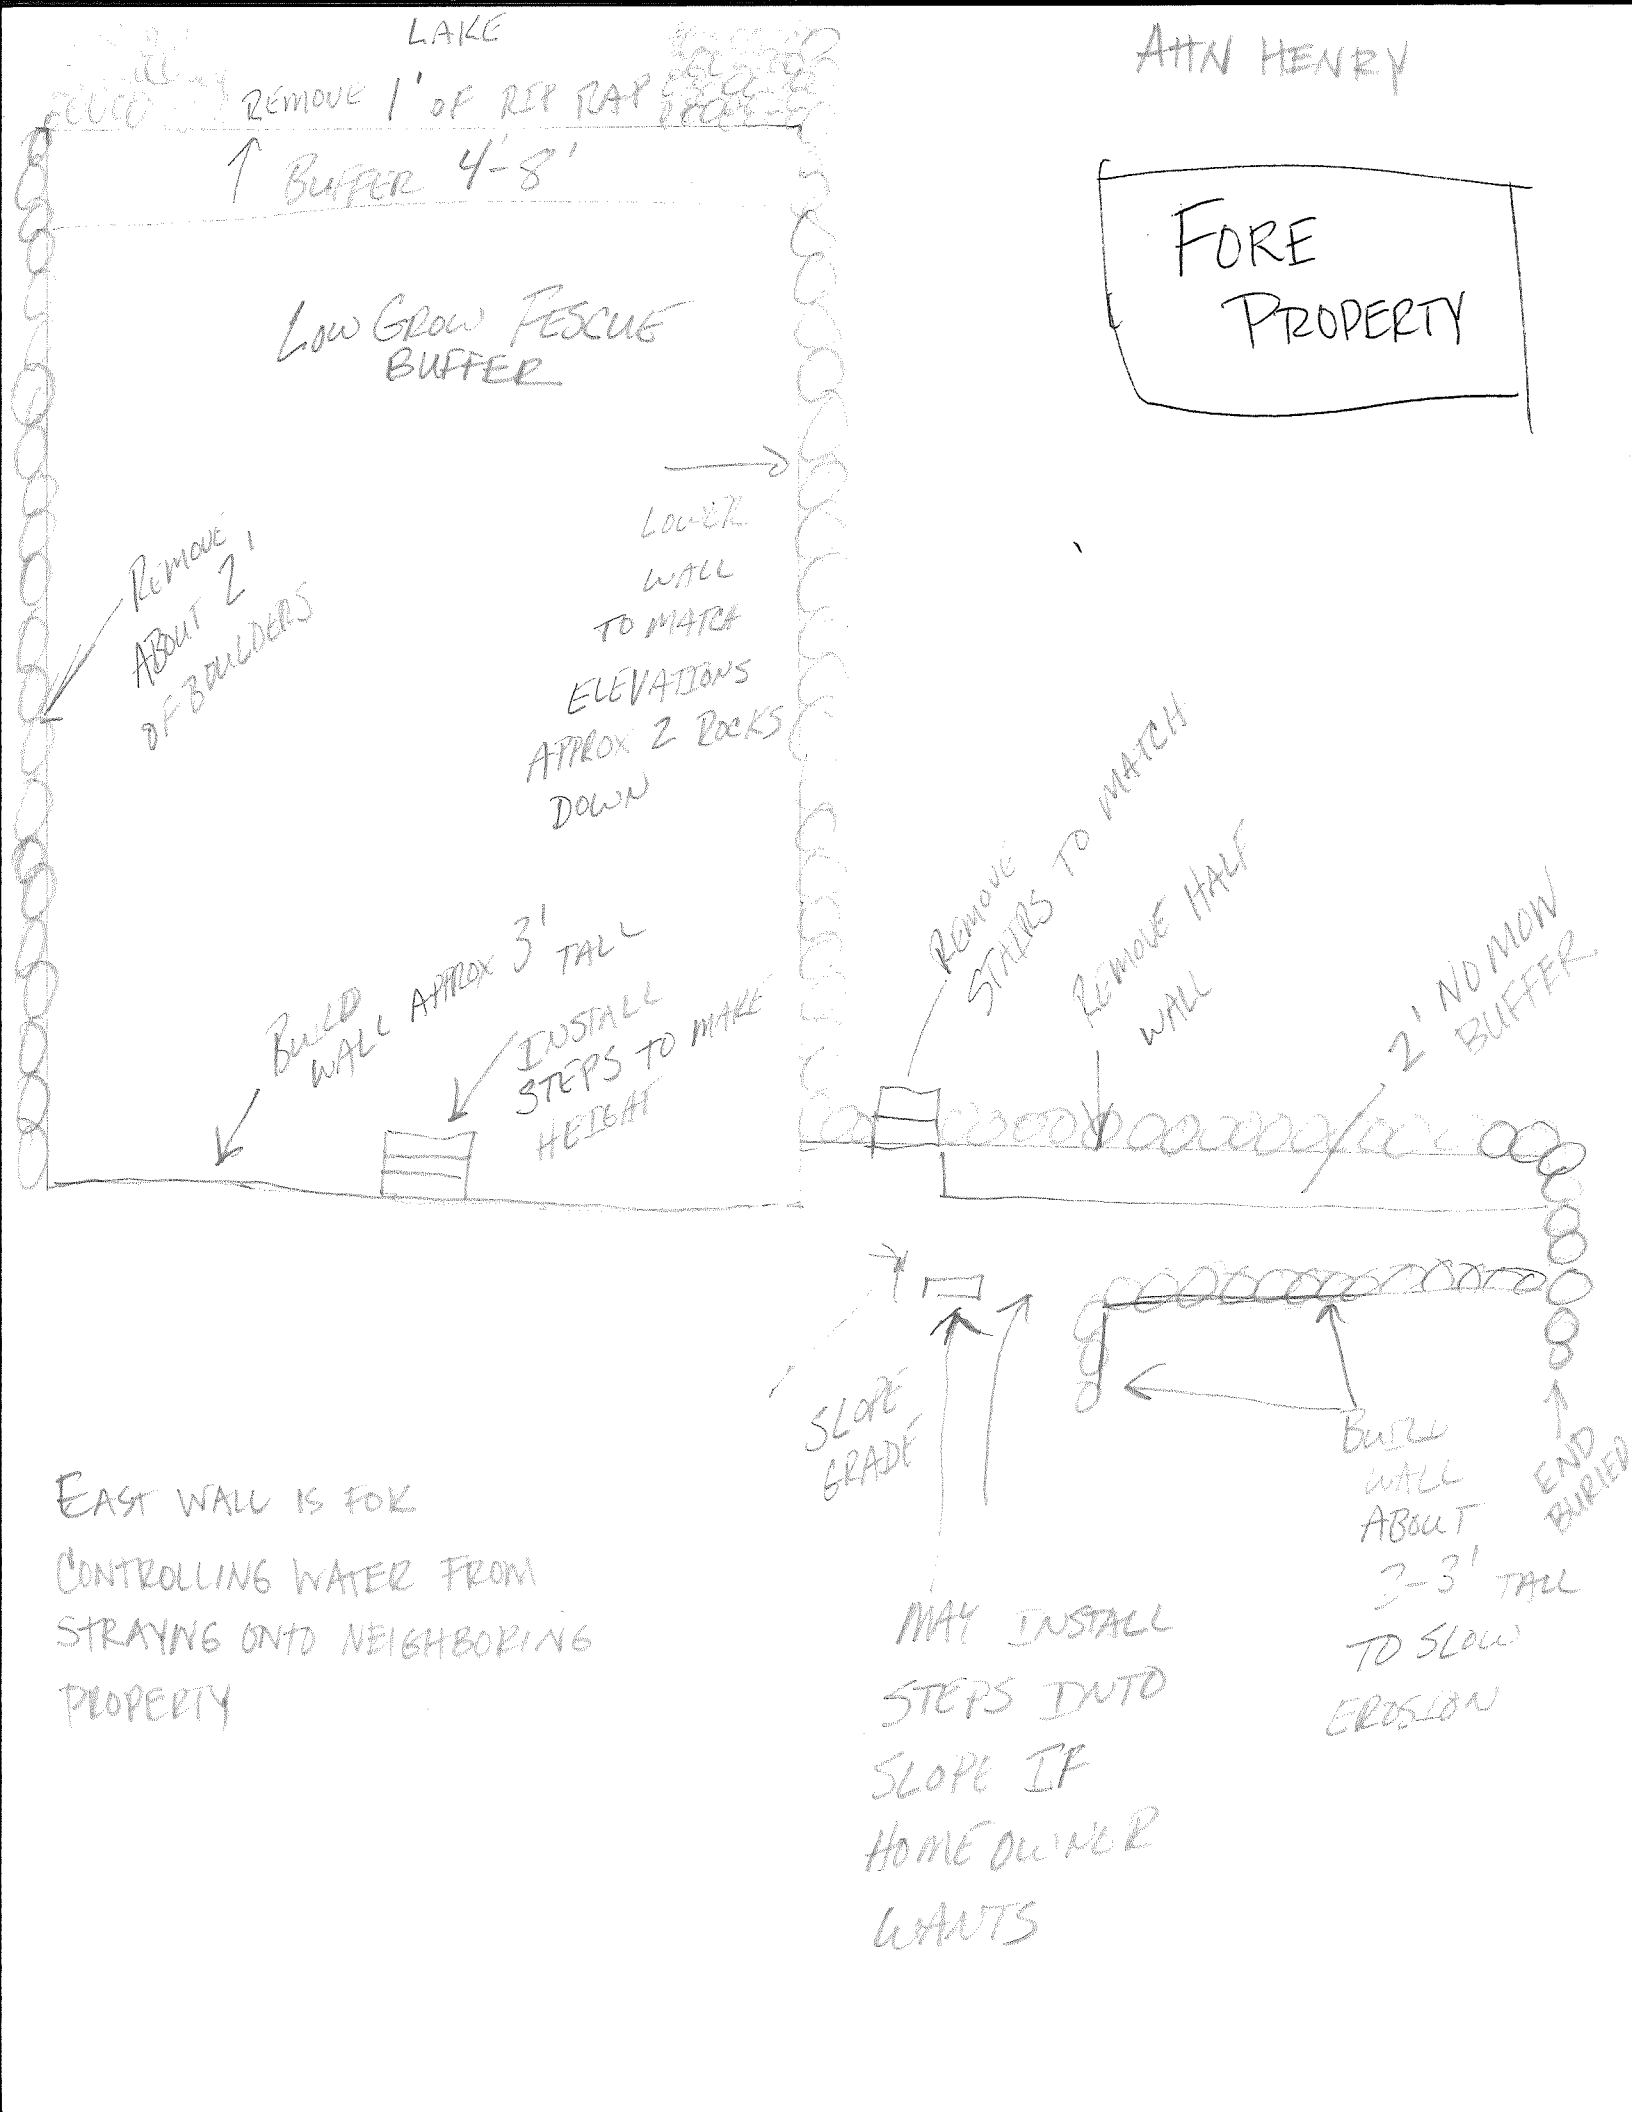 LAKE
AHN HENRY
REMOVE 1' OF RIP RAP
BUFFER 4'-8'
FORE
PROPERTY
LOW GROW FESCUE
BUFFER
REMOVE
ABOUT 2'
OF BOULDERS
LOWER
WALL
TO MATCH
ELEVATIONS
APPROX 2 ROCKS
DOWN
BUILD
WALL APPROX 3' TALL
INSTALL
STEPS TO MAKE
HEIGHT
REMOVE
STAIRS TO MATCH
REMOVE HALF
WALL
2' NO MOW
BUFFER
SLOPE
GRADE
BUILD
WALL
ABOUT
3-3' TALL
TO SLOW
EROSION
END
BURIED
EAST WALL IS FOR
CONTROLLING WATER FROM
STRAYING ONTO NEIGHBORING
PROPERTY
MAY INSTALL
STEPS INTO
SLOPE IF
HOMEOWNER
WANTS